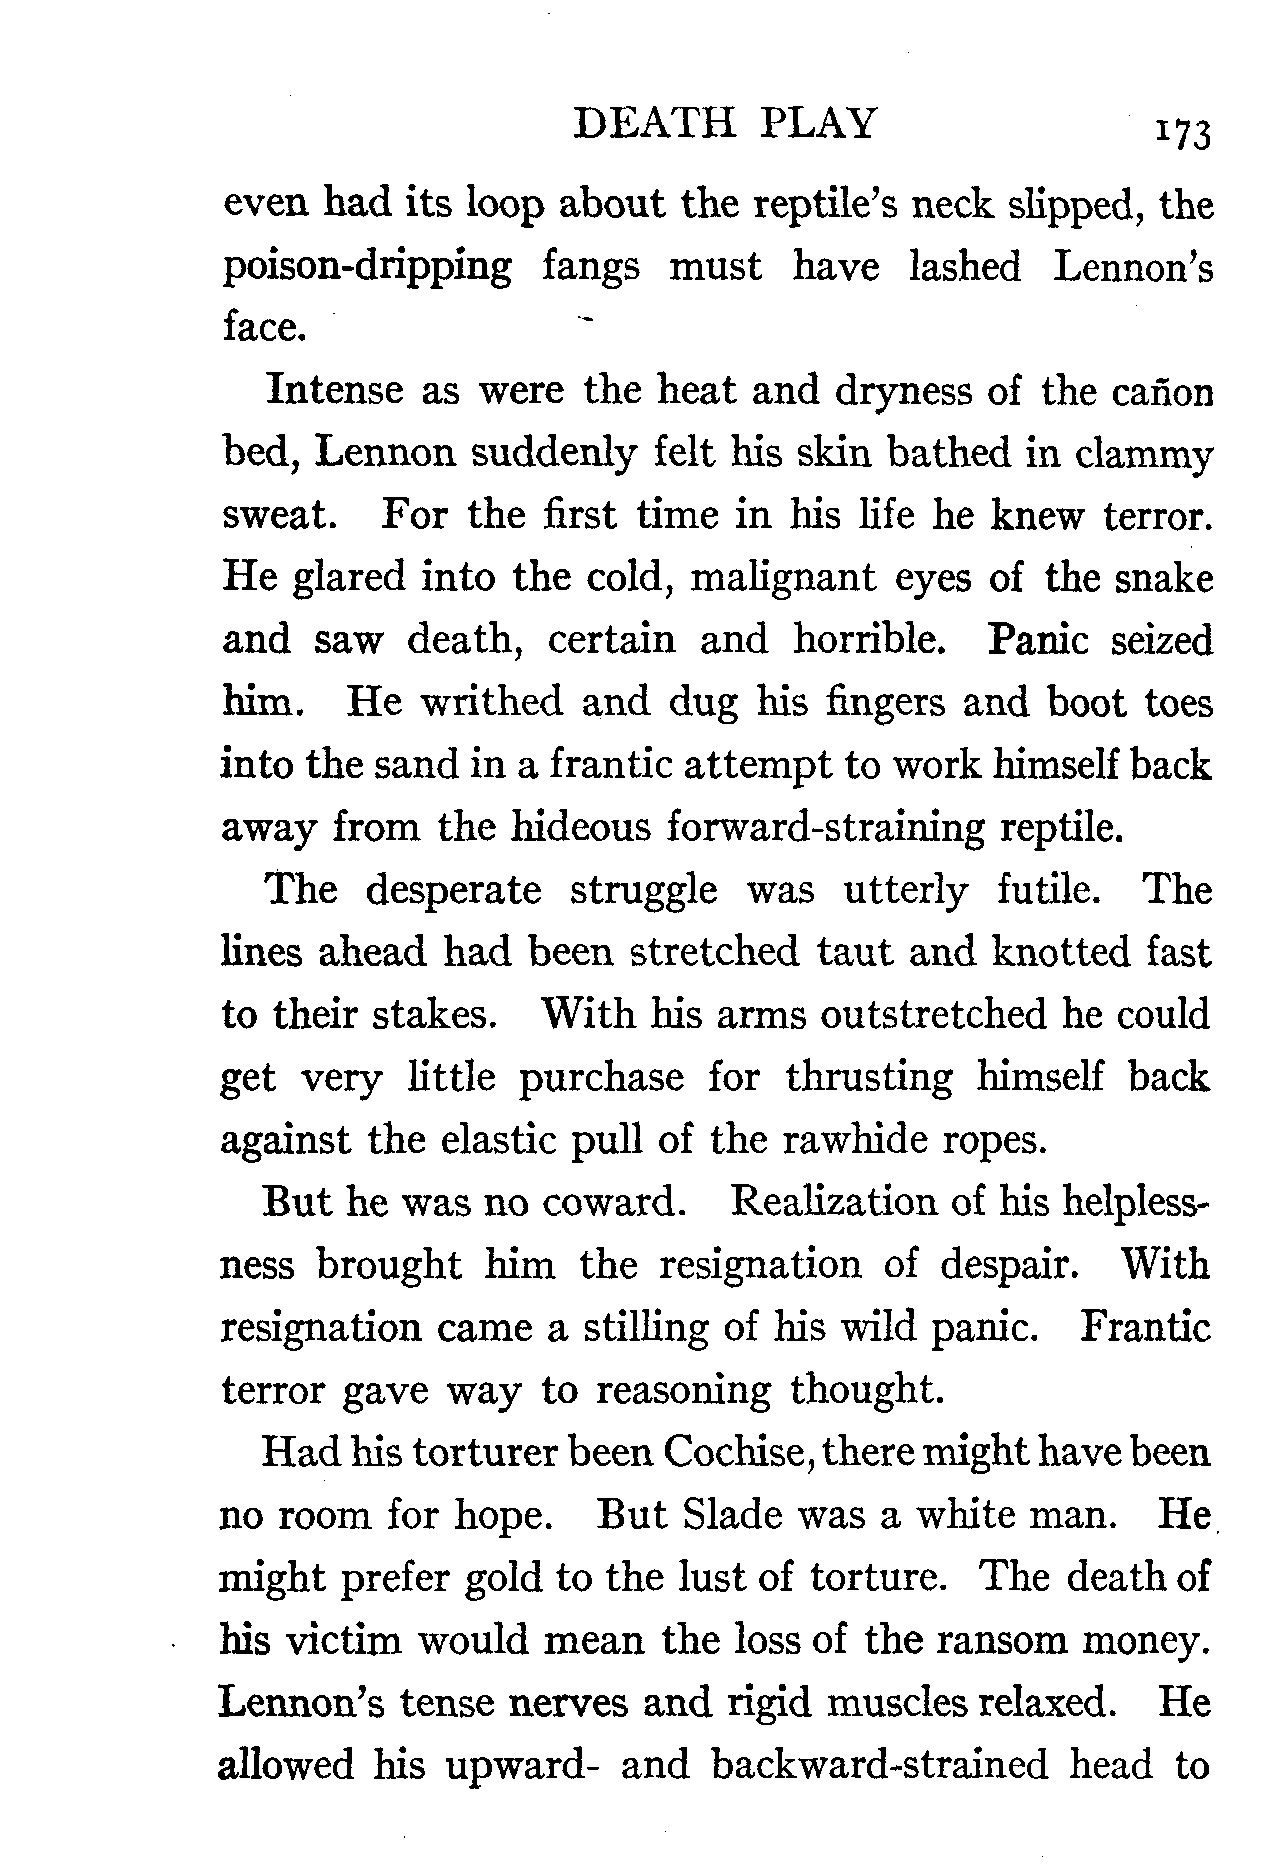 DEATH PLAY 173
even had its loop about the reptile's neck slipped, the
poison-dripping fangs must have lashed Lennon's
face.
Intense as were the heat and dryness of the cañon
bed, Lennon suddenly felt his skin bathed in clammy
sweat. For the first time in his life he knew terror.
He glared into the cold, malignant eyes of the snake
and saw death, certain and horrible. Panic seized
him. He writhed and dug his fingers and boot toes
into the sand in a frantic attempt to work himself back
away from the hideous forward-straining reptile.
The desperate struggle was utterly futile. The
lines ahead had been stretched taut and knotted fast
to their stakes. With his arms outstretched he could
get very little purchase for thrusting himself back
against the elastic pull of the rawhide ropes.
But he was no coward. Realization of his helpless-
ness brought him the resignation of despair. With
resignation came a stilling of his wild panic. Frantic
terror gave way to reasoning thought.
Had his torturer been Cochise, there might have been
no room for hope. But Slade was a white man. He
might prefer gold to the lust of torture. The death of
his victim would mean the loss of the ransom money.
Lennon's tense nerves and rigid muscles relaxed. He
allowed his upward- and backward-strained head to